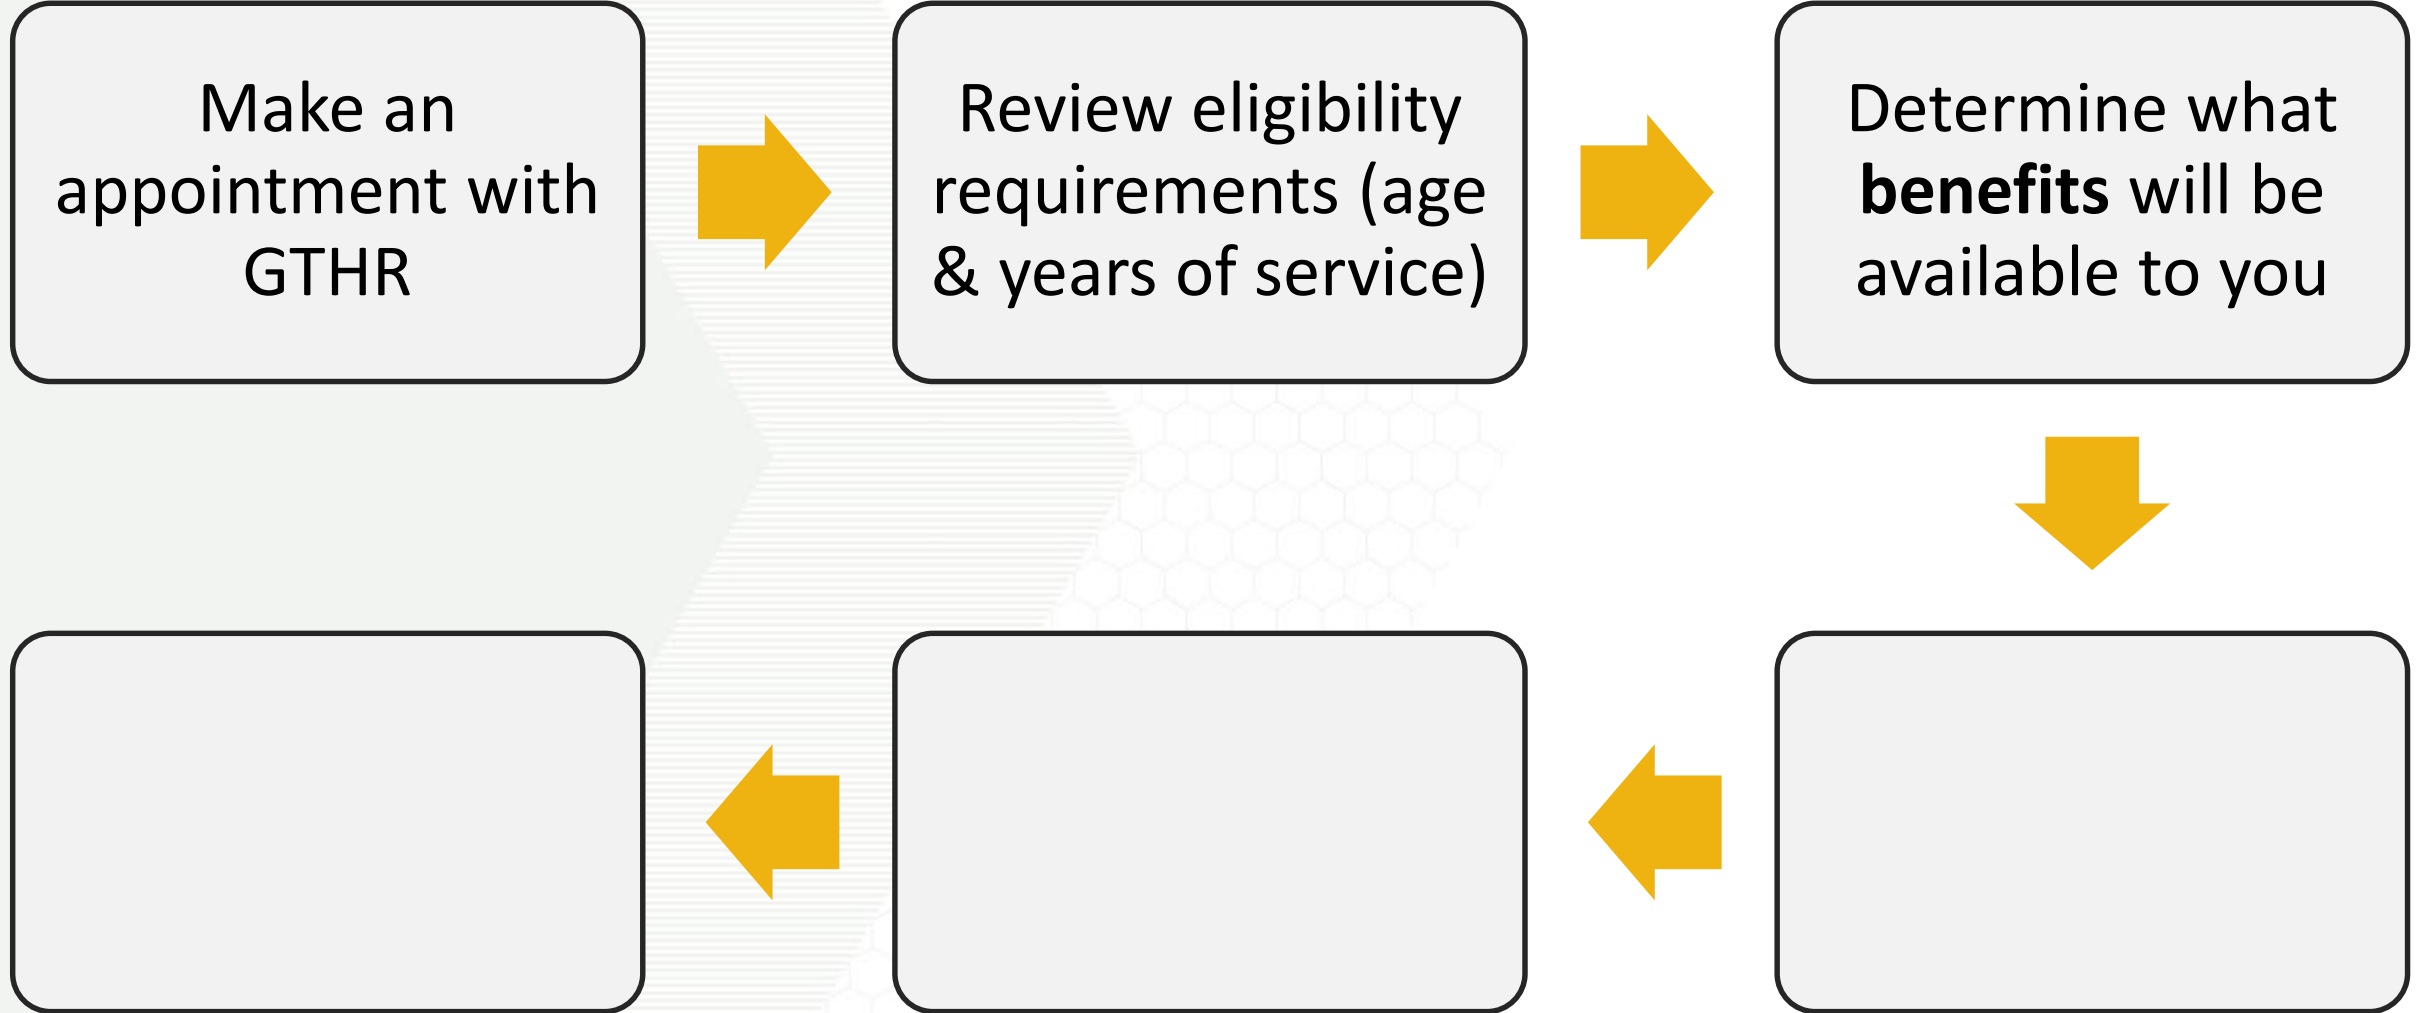 Make an
appointment with
GTHR
Review eligibility
requirements (age
& years of service)
Determine what
benefits will be
available to you